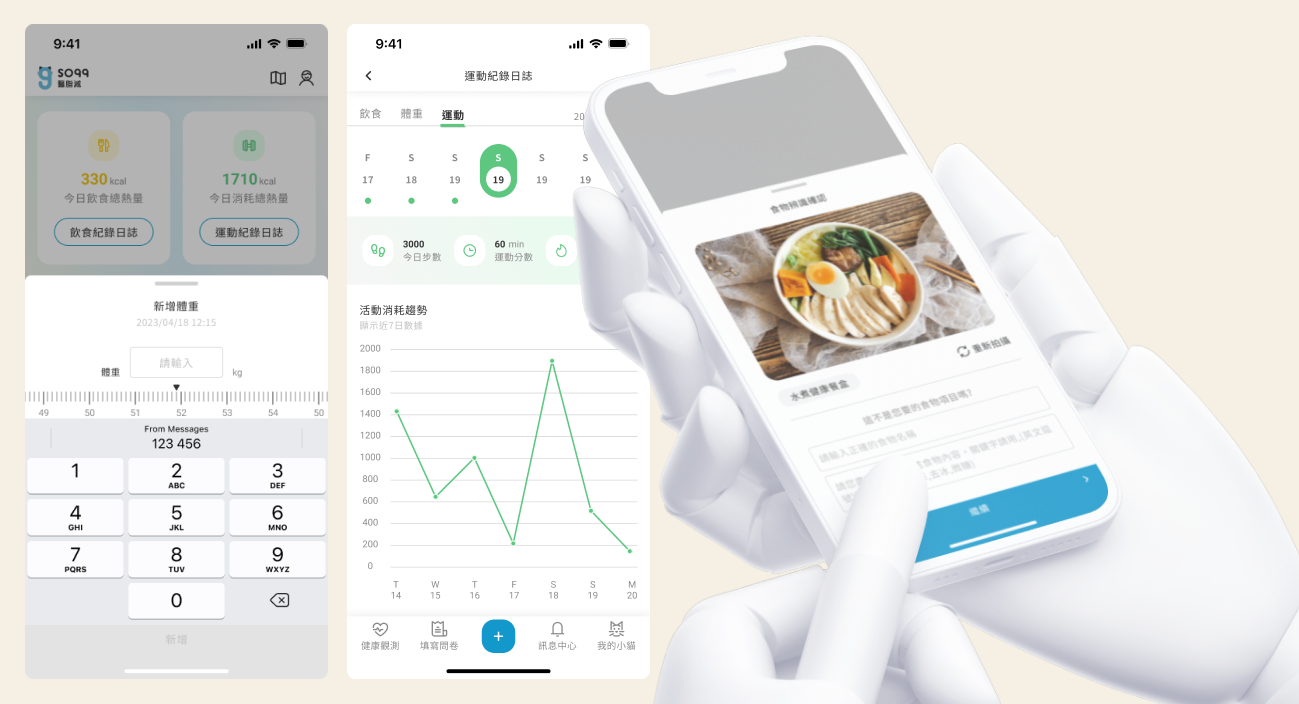 9:41
SO99
醫脂減
330 kcal
今日飲食總熱量
飲食紀錄日誌
1710 kcal
今日消耗總熱量
運動紀錄日誌
新增體重
2023/04/18 12:15
體重 請輸入 kg
49 50 51 52 53 54 50
From Messages
123 456
1 2 3
ABC DEF
4 5 6
GHI JKL MNO
7 8 9
PQRS TUV WXYZ
0
新增
9:41
運動紀錄日誌
飲食 體重 運動 20
F S S S S S
17 18 19 19 19 19
3000
今日步數
60 min
運動分數
活動消耗趨勢
顯示近7日數據
2000
1800
1600
1400
1200
1000
800
600
400
200
0
T W T F S S M
14 15 16 17 18 19 20
健康觀測 填寫問卷 + 訊息中心 我的小貓
食物辨識確認
重新拍攝
水煮健康餐盒
這不是您要的食物項目嗎?
請輸入正確的食物名稱
繼續